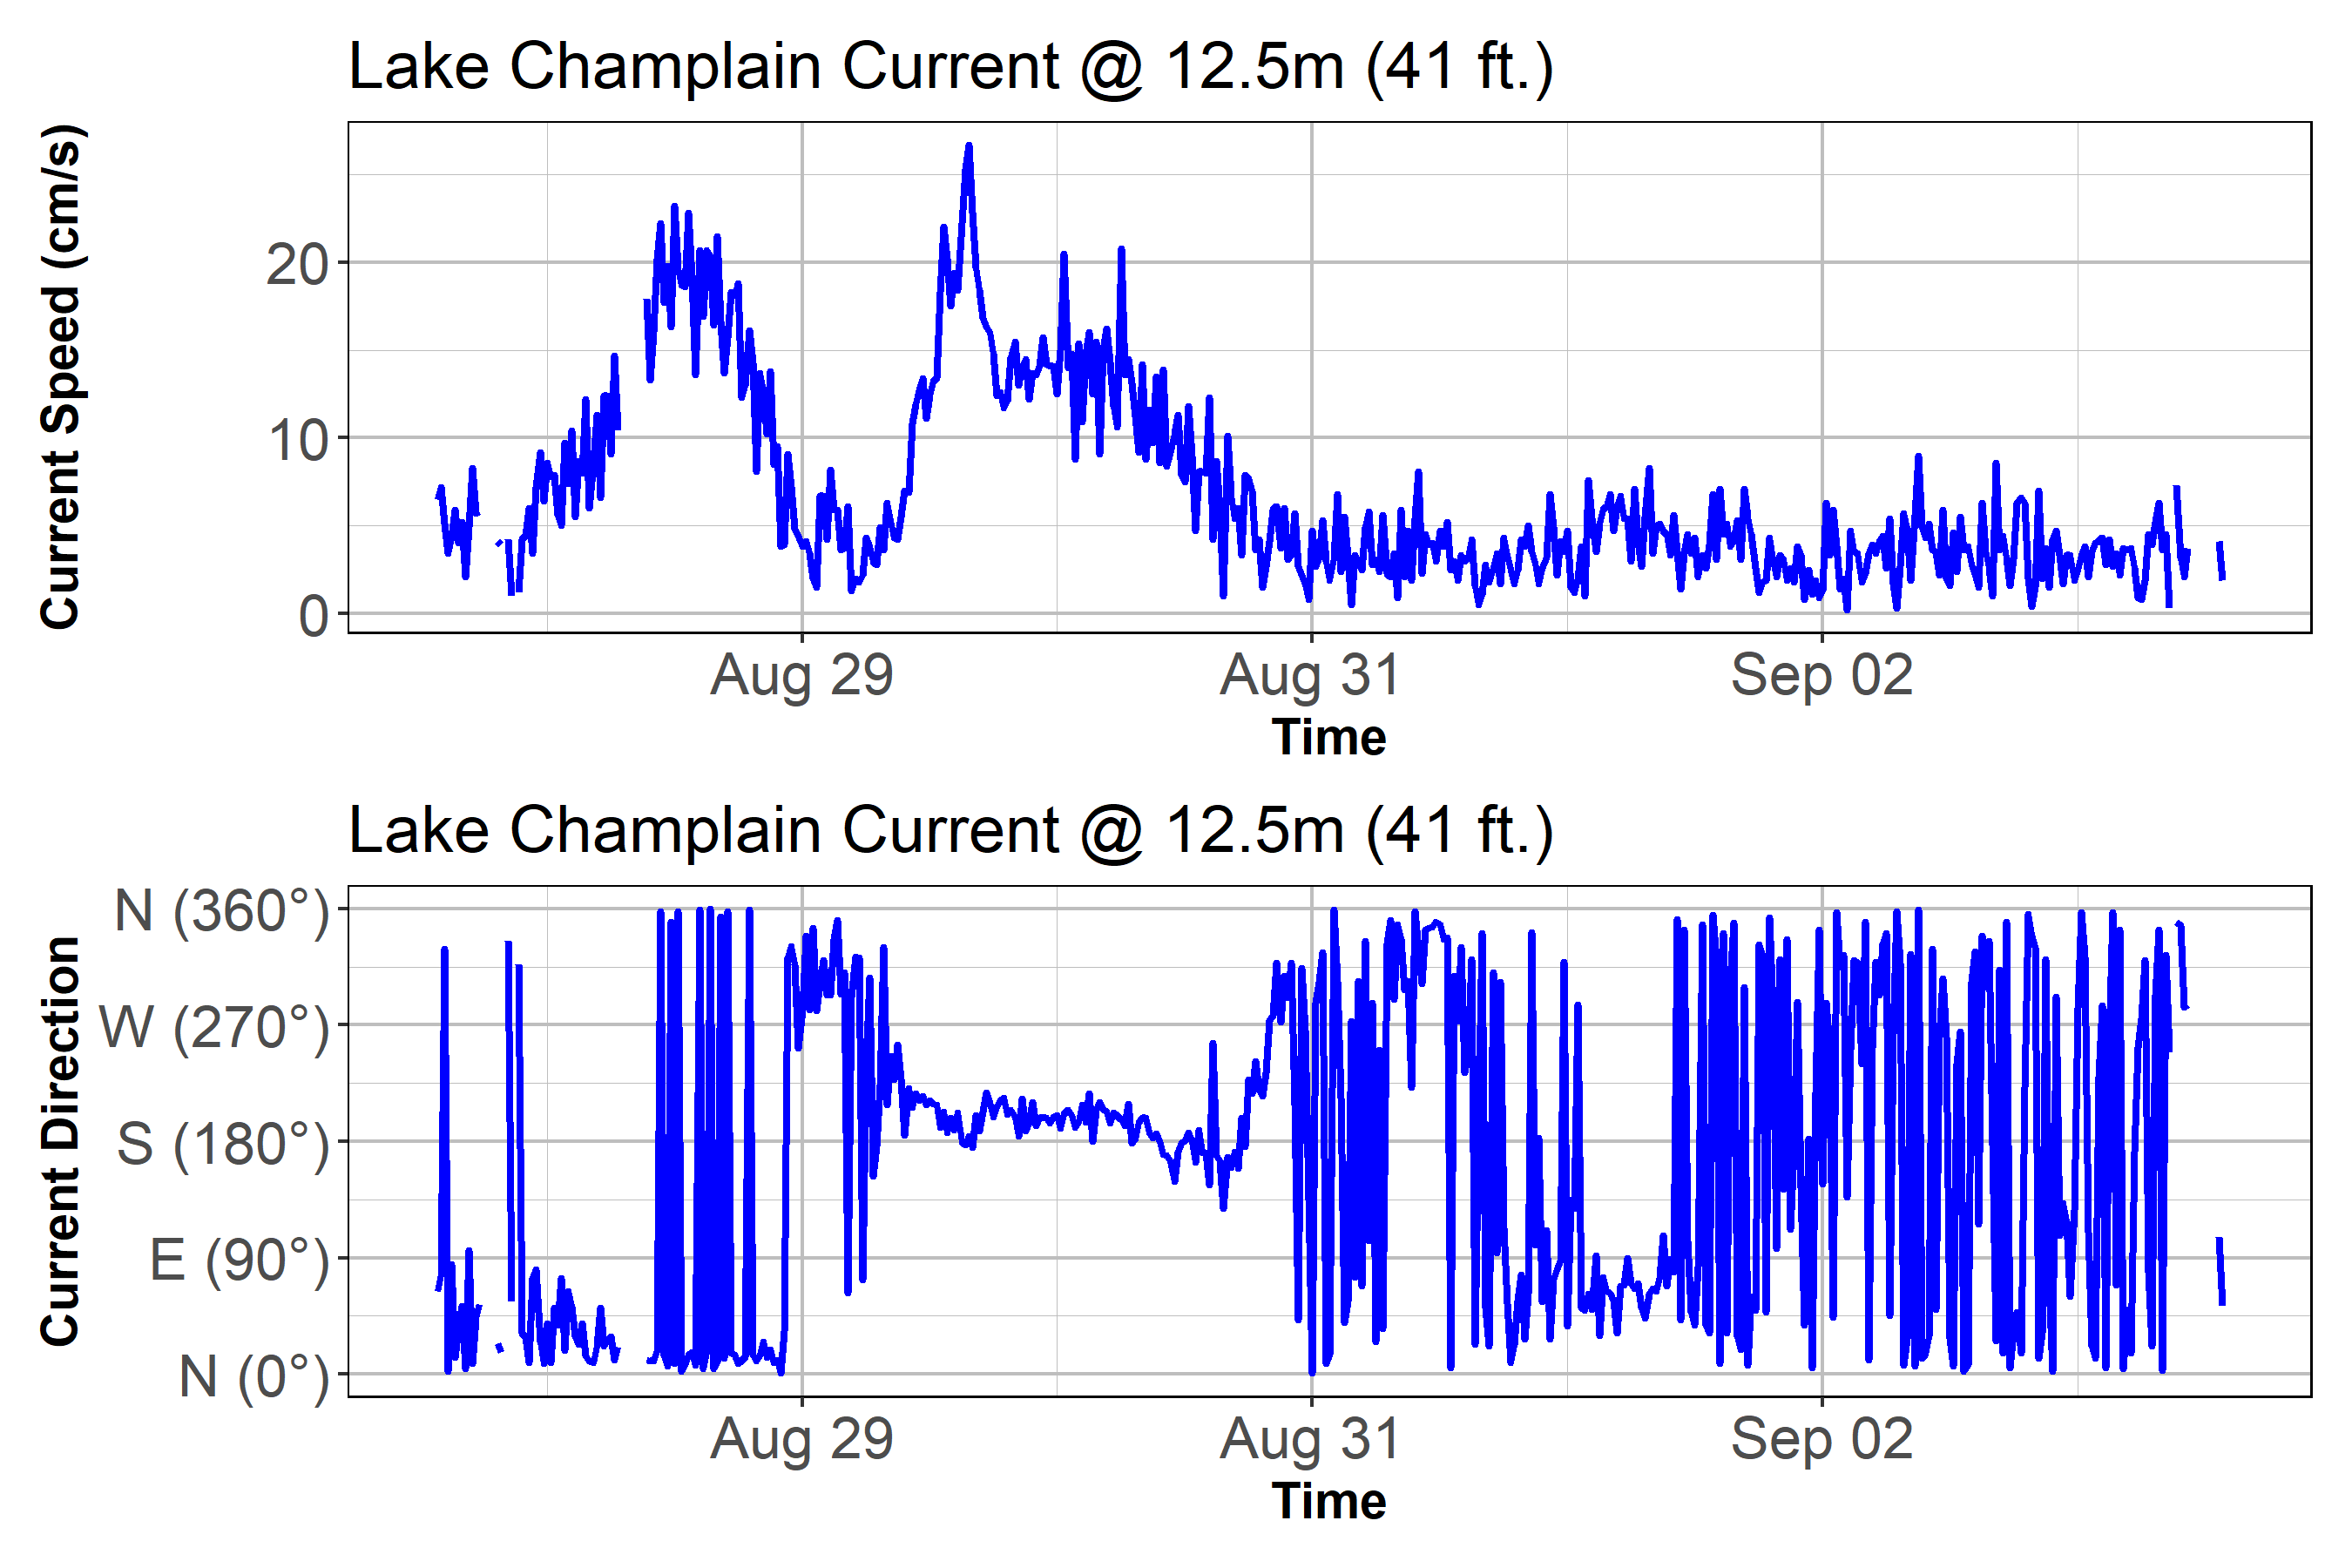 Lake Champlain Current @ 12.5m (41 ft.)
Current Speed (cm/s)
20
10
0
Aug 29 Aug 31 Sep 02
Time
Lake Champlain Current @ 12.5m (41 ft.)
Current Direction
N (360°)
W (270°)
S (180°)
E (90°)
N (0°)
Aug 29 Aug 31 Sep 02
Time